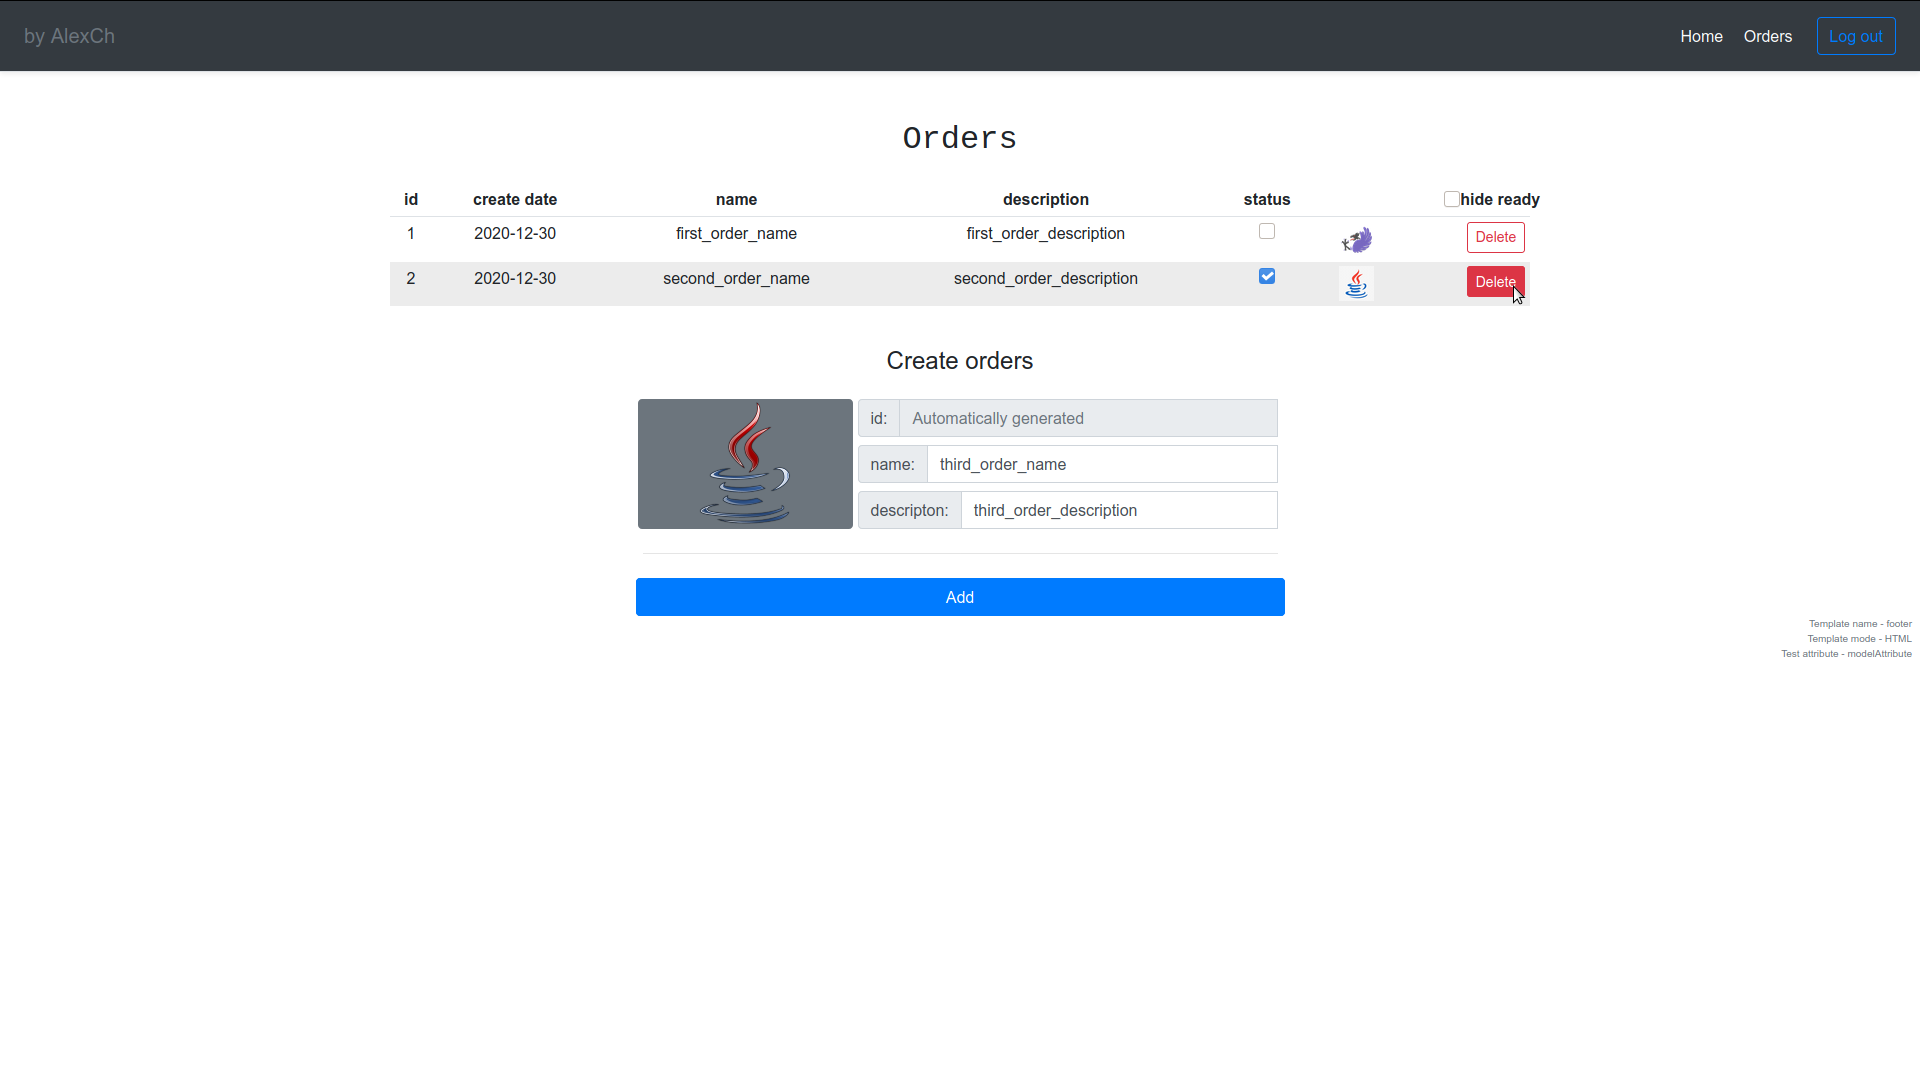 by AlexCh Home Orders Log out
Orders
id create date name description status hide ready
1 2020-12-30 first_order_name first_order_description Delete
2 2020-12-30 second_order_name second_order_description Delete
Create orders
id: Automatically generated
name: third_order_name
descripton: third_order_description
Add
Template name - footer
Template mode - HTML
Test attribute - modelAttribute